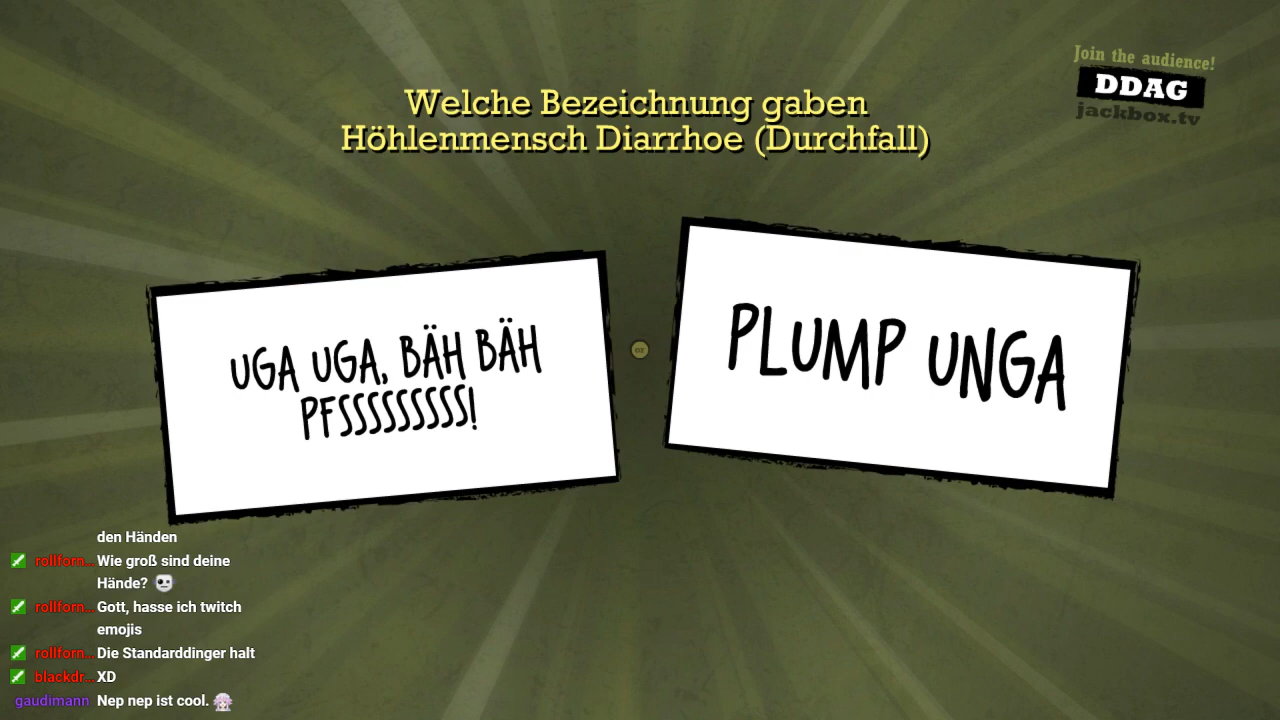 Join the audience!
DDAG
jackbox.tv
Welche Bezeichnung gaben
Höhlenmensch Diarrhoe (Durchfall)
UGA UGA, BÄH BÄH
PFSSSSSSSSS!
OR
PLUMP UNGA
den Händen
rollforn... Wie groß sind deine
Hände?
rollforn... Gott, hasse ich twitch
emojis
rollforn... Die Standarddinger halt
blackdr... XD
gaudimann Nep nep ist cool.